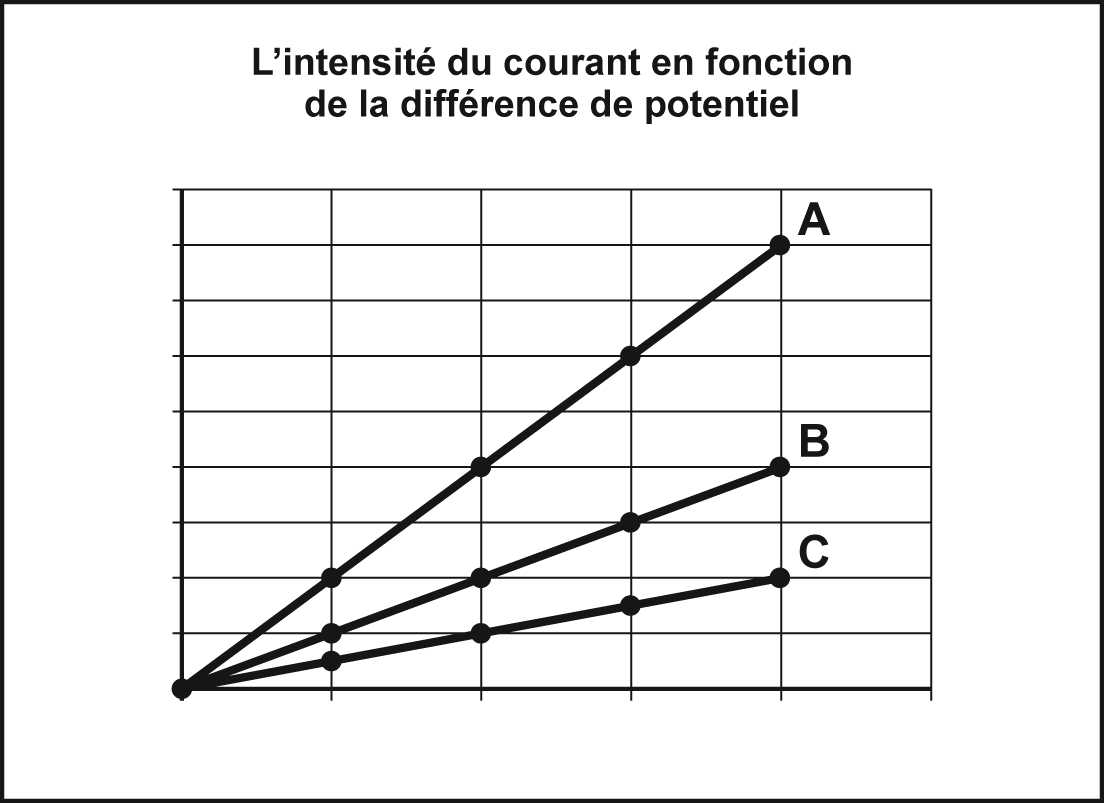 L’intensité du courant en fonction
de la différence de potentiel
A
B
C